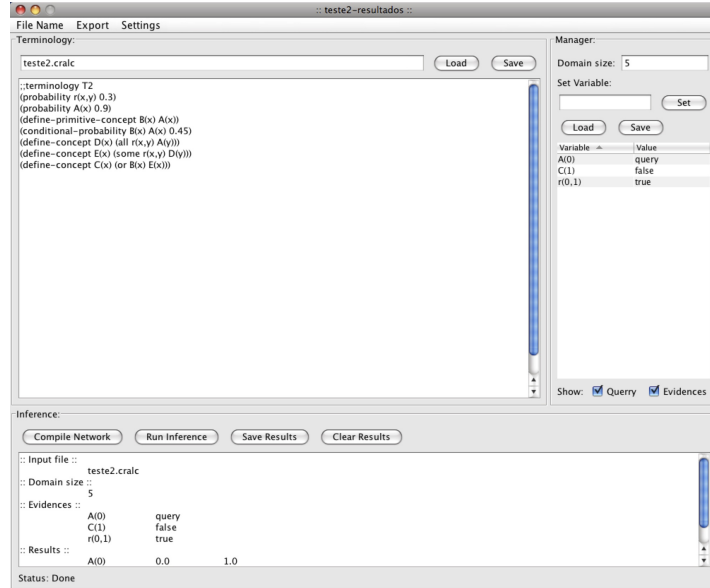 :: teste2-resultados ::
File Name Export Settings
Terminology:
teste2.cralc Load Save
;;terminology T2
(probability r(x,y) 0.3)
(probability A(x) 0.9)
(define-primitive-concept B(x) A(x))
(conditional-probability B(x) A(x) 0.45)
(define-concept D(x) (all r(x,y) A(y)))
(define-concept E(x) (some r(x,y) D(y)))
(define-concept C(x) (or B(x) E(x)))
Manager:
Domain size: 5
Set Variable:
Set
Load Save
Variable Value
A(0) query
C(1) false
r(0,1) true
Show: Querry Evidences
Inference:
Compile Network Run Inference Save Results Clear Results
:: Input file ::
teste2.cralc
:: Domain size ::
5
:: Evidences ::
A(0) query
C(1) false
r(0,1) true
:: Results ::
A(0) 0.0 1.0
Status: Done